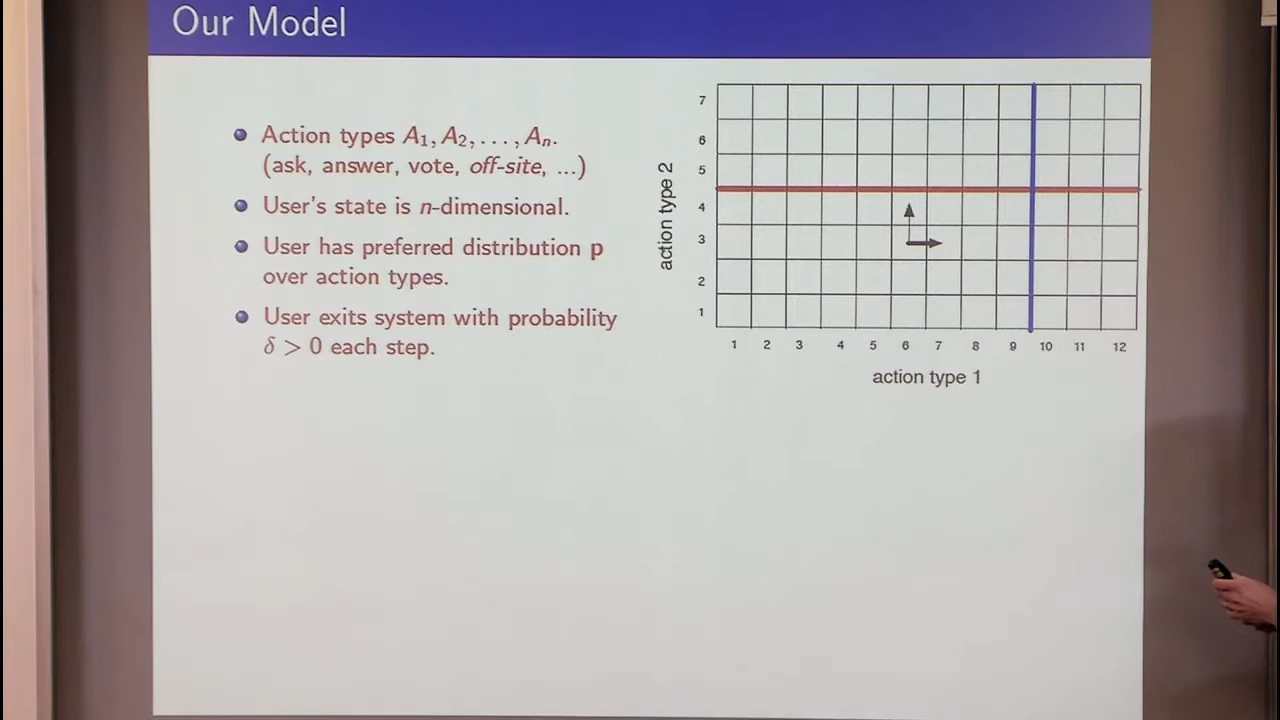 Our Model
Action types A₁, A₂, . . . , Aₙ.
(ask, answer, vote, off-site, ...)
User's state is n-dimensional.
User has preferred distribution p
over action types.
User exits system with probability
δ > 0 each step.
7
6
5
4
3
2
1
action type 2
1 2 3 4 5 6 7 8 9 10 11 12
action type 1